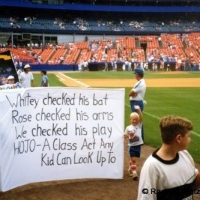 Whitey checked his bat
Rose checked his arms
We checked his play
HOJO-A Class Act Any
Kid Can Look Up To